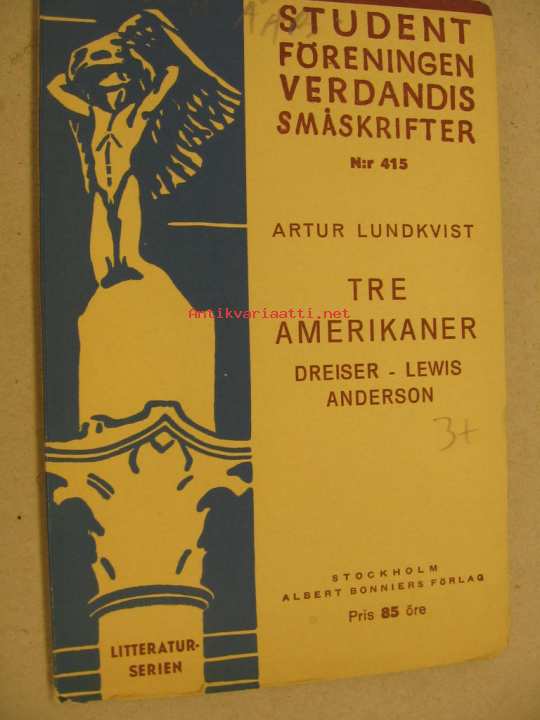 STUDENT
FÖRENINGEN
VERDANDIS
SMÅSKRIFTER
N:r 415
ARTUR LUNDKVIST
TRE
AMERIKANER
DREISER - LEWIS
ANDERSON
3+
STOCKHOLM
ALBERT BONNIERS FÖRLAG
Pris 85 öre
LITTERATUR-
SERIEN
Antikvariaatti.net